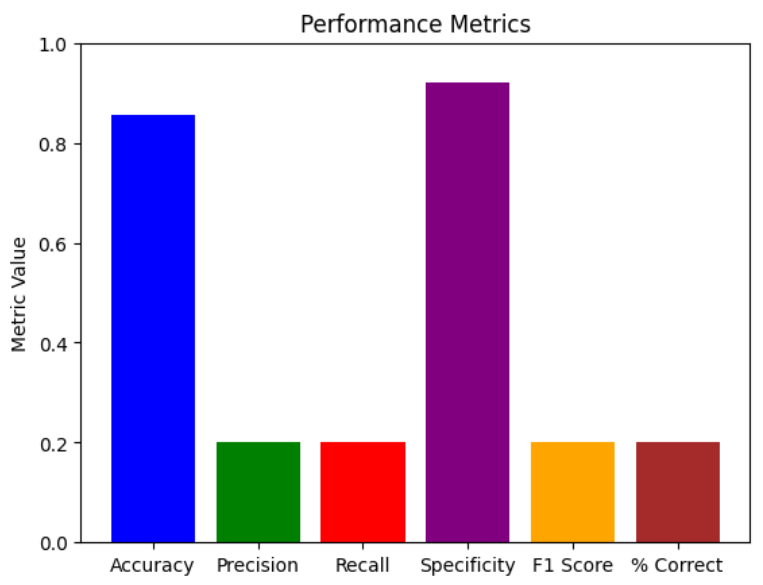 Performance Metrics
1.0
0.8
0.6
0.4
0.2
0.0
Metric Value
Accuracy Precision Recall Specificity F1 Score % Correct